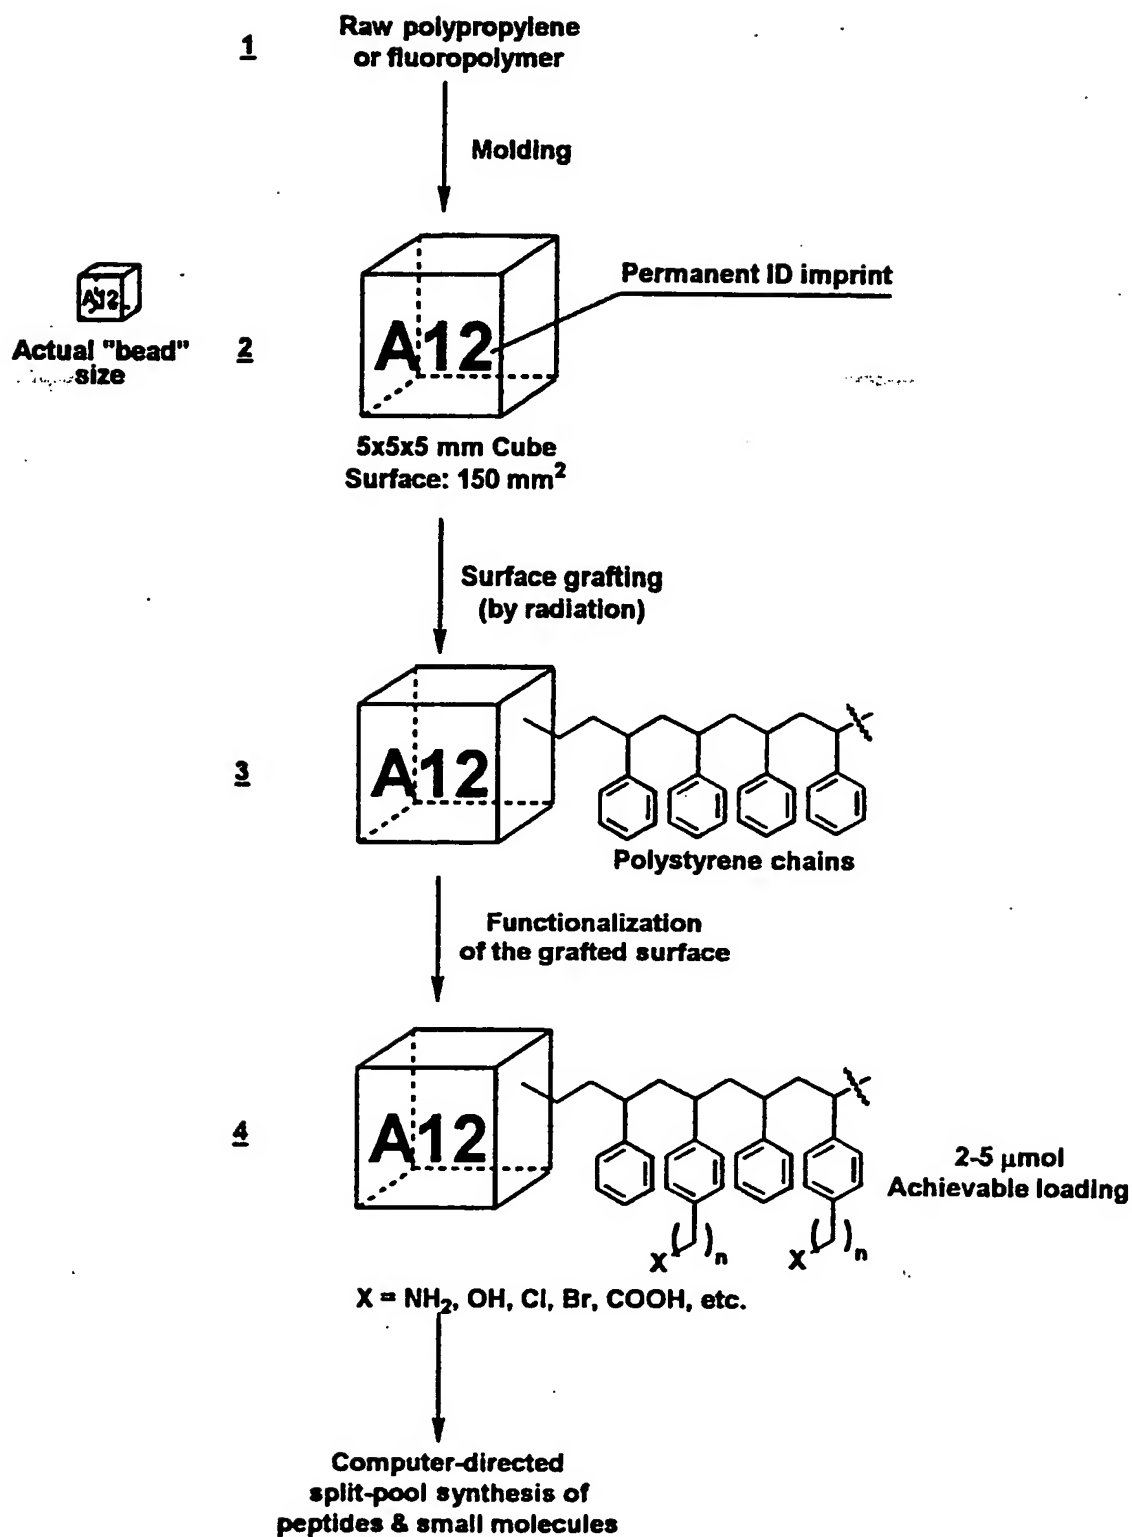 1
Raw polypropylene
or fluoropolymer
Molding
Permanent ID imprint
A12
Actual "bead"
size
2
A12
5x5x5 mm Cube
Surface: 150 mm²
Surface grafting
(by radiation)
3
A12
Polystyrene chains
Functionalization
of the grafted surface
4
A12
2-5 µmol
Achievable loading
X ( )n
X ( )n
X = NH₂, OH, Cl, Br, COOH, etc.
Computer-directed
split-pool synthesis of
peptides & small molecules